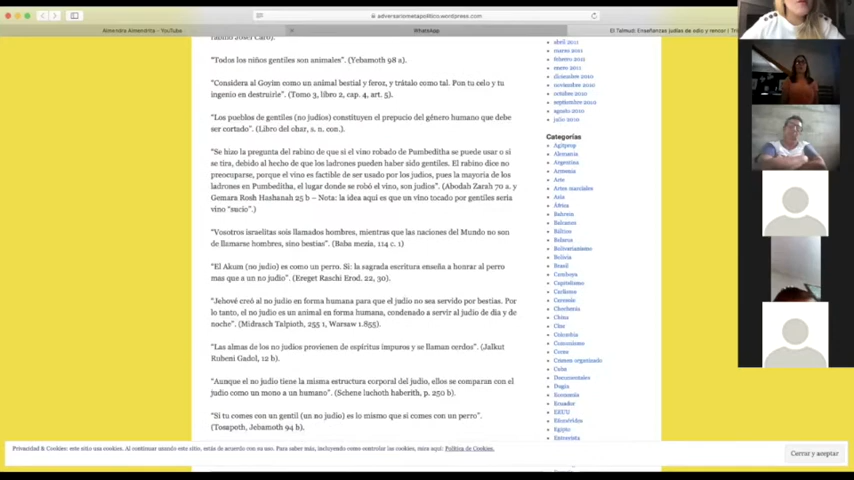 adversariometapolitico.wordpress.com
Almendra Almendrita - YouTube
WhatsApp
El Talmud: Enseñanzas judías de odio y rencor | Tri
rabino Josef Caro).
"Todos los niños gentiles son animales". (Yebamoth 98 a).
"Considera al Goyim como un animal bestial y feroz, y trátalo como tal. Pon tu celo y tu
ingenio en destruirle". (Tomo 3, libro 2, cap. 4, art. 5).
"Los pueblos de gentiles (no judíos) constituyen el prepucio del género humano que debe
ser cortado". (Libro del char, s. n. con.).
"Se hizo la pregunta del rabino de que si el vino robado de Pumbeditha se puede usar o si
se tira, debido al hecho de que los ladrones pueden haber sido gentiles. El rabino dice no
preocuparse, porque el vino es factible de ser usado por los judíos, pues la mayoría de los
ladrones en Pumbeditha, el lugar donde se robó el vino, son judíos". (Abodah Zarah 70 a. y
Gemara Rosh Hashanah 25 b – Nota: la idea aquí es que un vino tocado por gentiles sería
vino "sucio".)
"Vosotros israelitas sois llamados hombres, mientras que las naciones del Mundo no son
de llamarse hombres, sino bestias". (Baba mezia, 114 c. 1)
"El Akum (no judío) es como un perro. Si: la sagrada escritura enseña a honrar al perro
mas que a un no judío". (Ereget Raschi Erod. 22, 30).
"Jehové creó al no judío en forma humana para que el judío no sea servido por bestias. Por
lo tanto, el no judío es un animal en forma humana, condenado a servir al judío de día y de
noche". (Midrasch Talpioth, 255 1, Warsaw 1.855).
"Las almas de los no judíos provienen de espíritus impuros y se llaman cerdos". (Jalkut
Rubeni Gadol, 12 b).
"Aunque el no judío tiene la misma estructura corporal del judío, ellos se comparan con el
judío como un mono a un humano". (Schene luchoth haberith, p. 250 b).
"Si tu comes con un gentil (un no judío) es lo mismo que si comes con un perro".
(Tosapoth, Jebamoth 94 b).
abril 2011
marzo 2011
febrero 2011
enero 2011
diciembre 2010
noviembre 2010
octubre 2010
septiembre 2010
agosto 2010
julio 2010
Categorías
Agitprop
Alemania
Argentina
Armenia
Arte
Artes marciales
Asia
África
Bahrein
Balcanes
Bálticos
Belarus
Bolivarianismo
Bolivia
Brasil
Camboya
Capitalismo
Carlismo
Chechenia
China
Cine
Colombia
Comunismo
Corea
Crimen organizado
Cuba
Documentales
Dugin
Economía
Ecuador
EEUU
Efemérides
Egipto
Entrevista
Privacidad & Cookies: este sitio usa cookies. Al continuar usando este sitio, estás de acuerdo con su uso. Para saber más, incluyendo como controlar las cookies, mira aquí: Política de Cookies.
Cerrar y aceptar